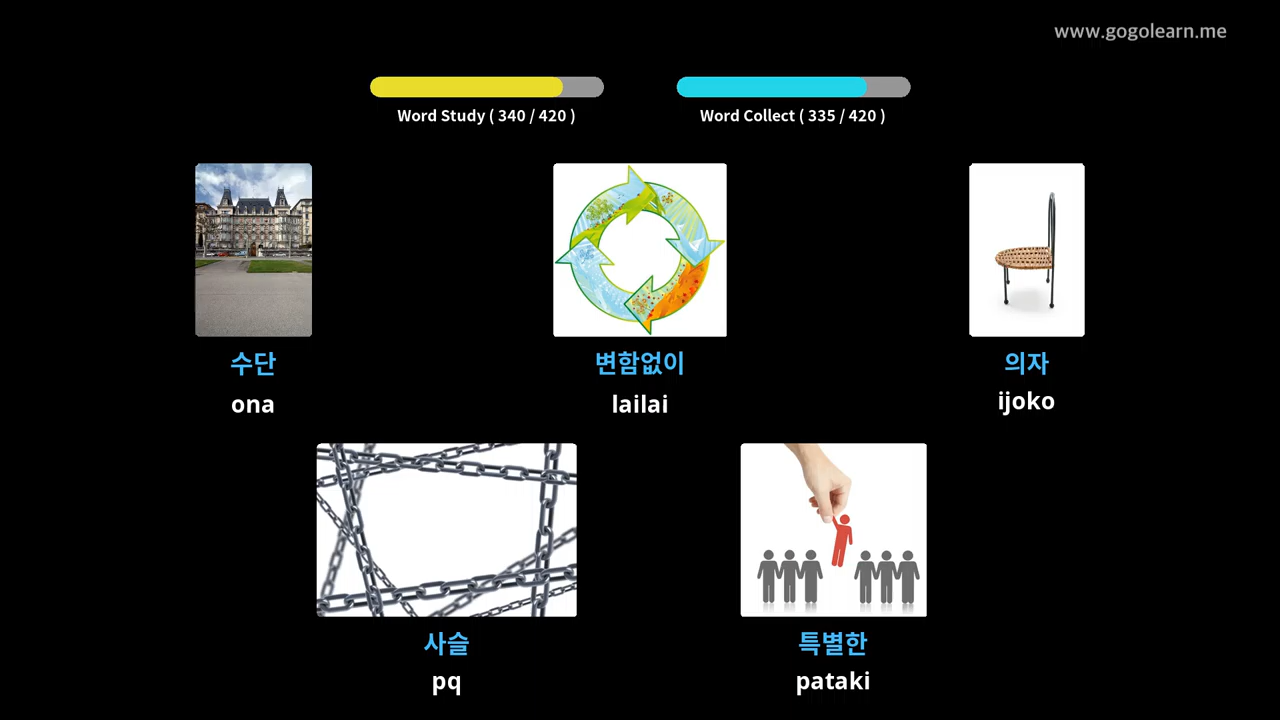 www.gogolearn.me
Word Study ( 340 / 420 )
Word Collect ( 335 / 420 )
수단
ona
변함없이
lailai
의자
ijoko
사슬
pq
특별한
pataki